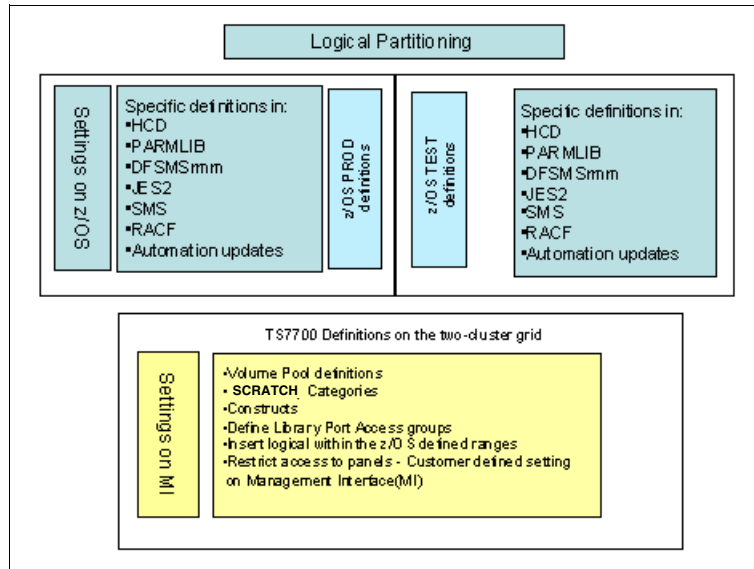 Logical Partitioning
Settings on z/OS
Specific definitions in:
▪HCD
▪PARMLIB
▪DFSMSrmm
▪JES2
▪SMS
▪RACF
▪Automation updates
z/OS PROD
definitions
z/OS TEST
definitions
Specific definitions in:
▪HCD
▪PARMLIB
▪DFSMSrmm
▪JES2
▪SMS
▪RACF
▪Automation updates
TS7700 Definitions on the two-cluster grid
Settings on MI
▪Volume Pool definitions
▪ SCRATCH Categories
▪Constructs
▪Define Library Port Access groups
▪Insert logical within the z/OS defined ranges
▪Restrict access to panels - Customer defined setting
on Management Interface(MI)